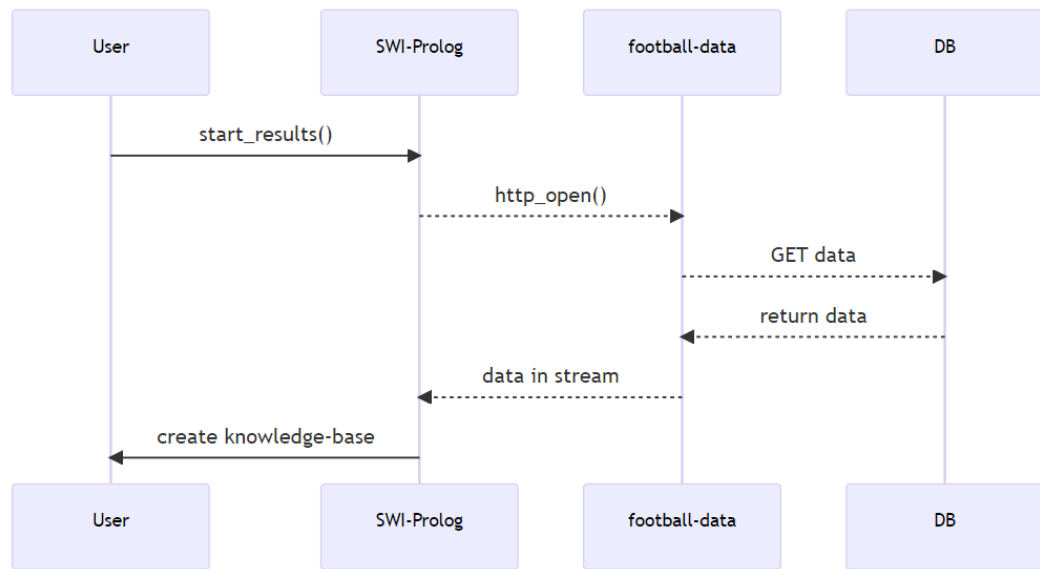 User SWI-Prolog football-data DB
start_results()
http_open()
GET data
return data
data in stream
create knowledge-base
User SWI-Prolog football-data DB